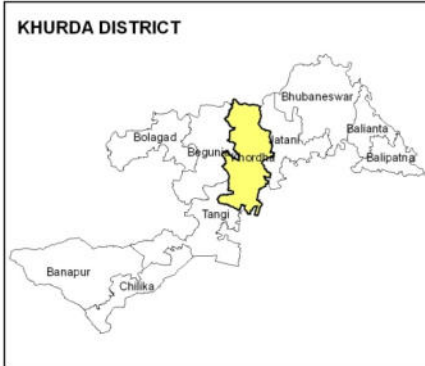 KHURDA DISTRICT
Bhubaneswar
Bolagad
Jatani
Balianta
Begunia
Khordha
Balipatna
Tangi
Banapur
Chilika